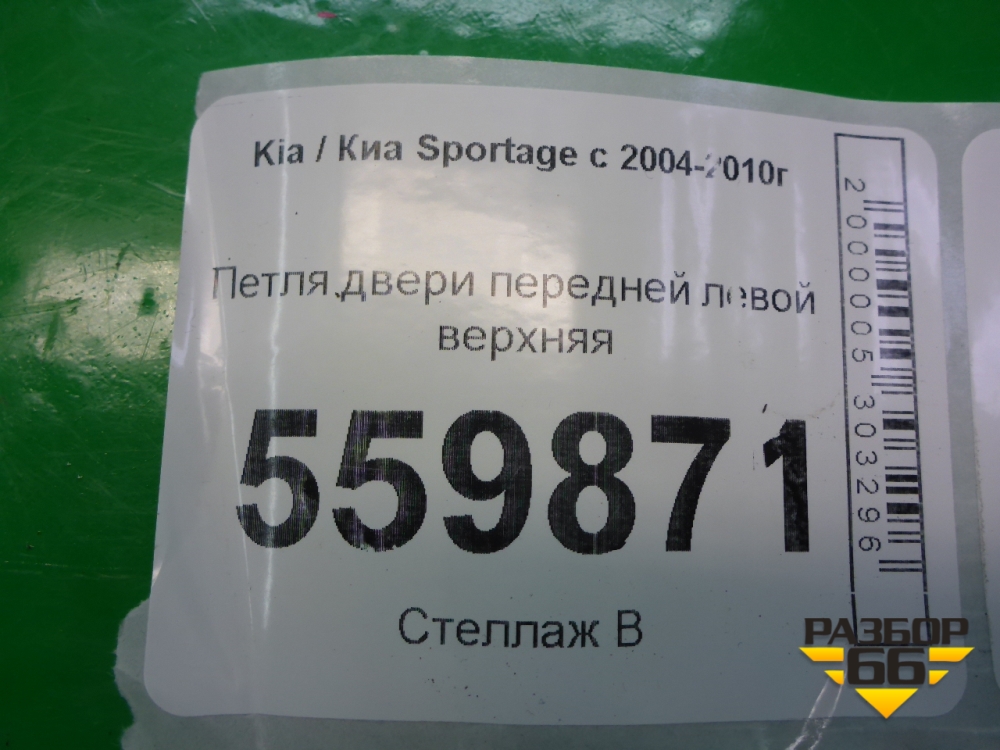 Kia / Киа Sportage с 2004-2010г
Петля двери передней левой
верхняя
559871
Стеллаж В
2000005303296
РАЗБОР
66